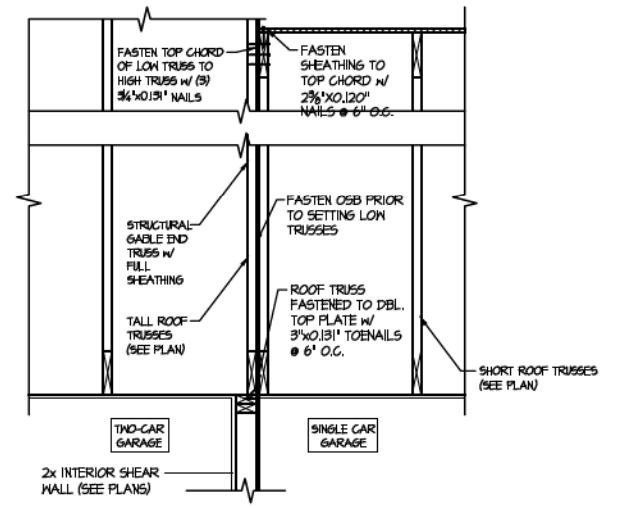 FASTEN TOP CHORD
OF LOW TRUSS TO
HIGH TRUSS W/ (3)
3/4"X0.131" NAILS
FASTEN
SHEATHING TO
TOP CHORD W/
2 3/8"X0.120"
NAILS @ 6" O.C.
FASTEN OSB PRIOR
TO SETTING LOW
TRUSSES
STRUCTURAL
GABLE END
TRUSS W/
FULL
SHEATHING
TALL ROOF
TRUSSES
(SEE PLAN)
ROOF TRUSS
FASTENED TO DBL.
TOP PLATE W/
3"X0.131" TOENAILS
@ 6" O.C.
SHORT ROOF TRUSSES
(SEE PLAN)
TWO-CAR
GARAGE
SINGLE CAR
GARAGE
2x INTERIOR SHEAR
WALL (SEE PLANS)